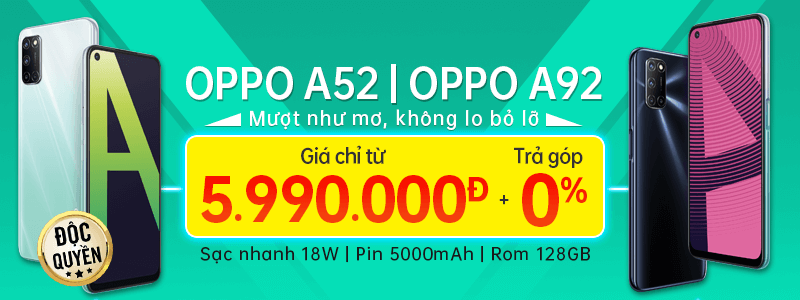 OPPO A52 | OPPO A92
Mượt như mơ, không lo bỏ lỡ
Giá chỉ từ
5.990.000Đ
+
Trả góp
0%
Sạc nhanh 18W | Pin 5000mAh | Rom 128GB
ĐỘC
QUYỀN